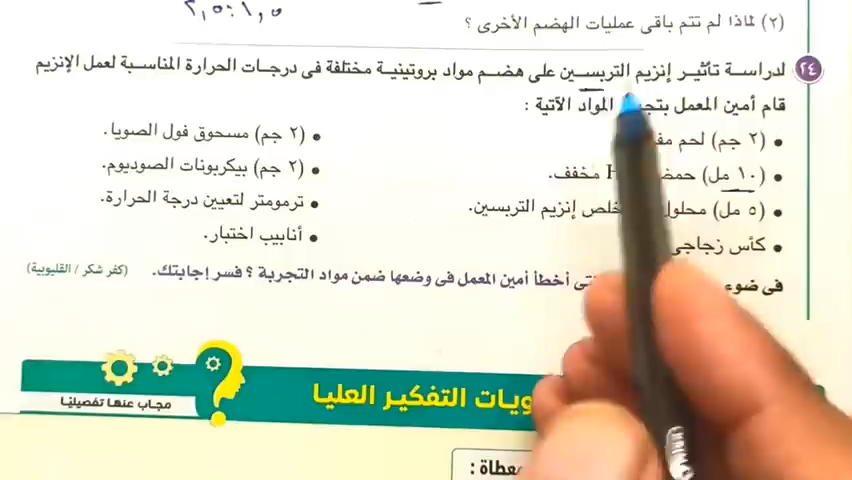 ٢,٥ : ١,٥
(٢) لماذا لم تتم باقى عمليات الهضم الأخرى ؟
٢٤ لدراسة تأثير إنزيم التربسين على هضم مواد بروتينية مختلفة فى درجات الحرارة المناسبة لعمل الإنزيم
قام أمين المعمل المواد الآتية :
• (٢ جم) لحم
• (١٠ مل) حمض مخفف.
• (٥ مل) محلول إنزيم التربسين.
• كأس زجاجى
• (٢ جم) مسحوق فول الصويا.
• (٢ جم) بيكربونات الصوديوم.
• ترمومتر لتعيين درجة الحرارة.
• أنابيب اختبار.
فى ضوء أخطأ أمين المعمل فى وضعها ضمن مواد التجربة ؟ فسر إجابتك. (كفر شكر / القليوبية)
التفكير العليا
مجاب عنها تفصيليًا